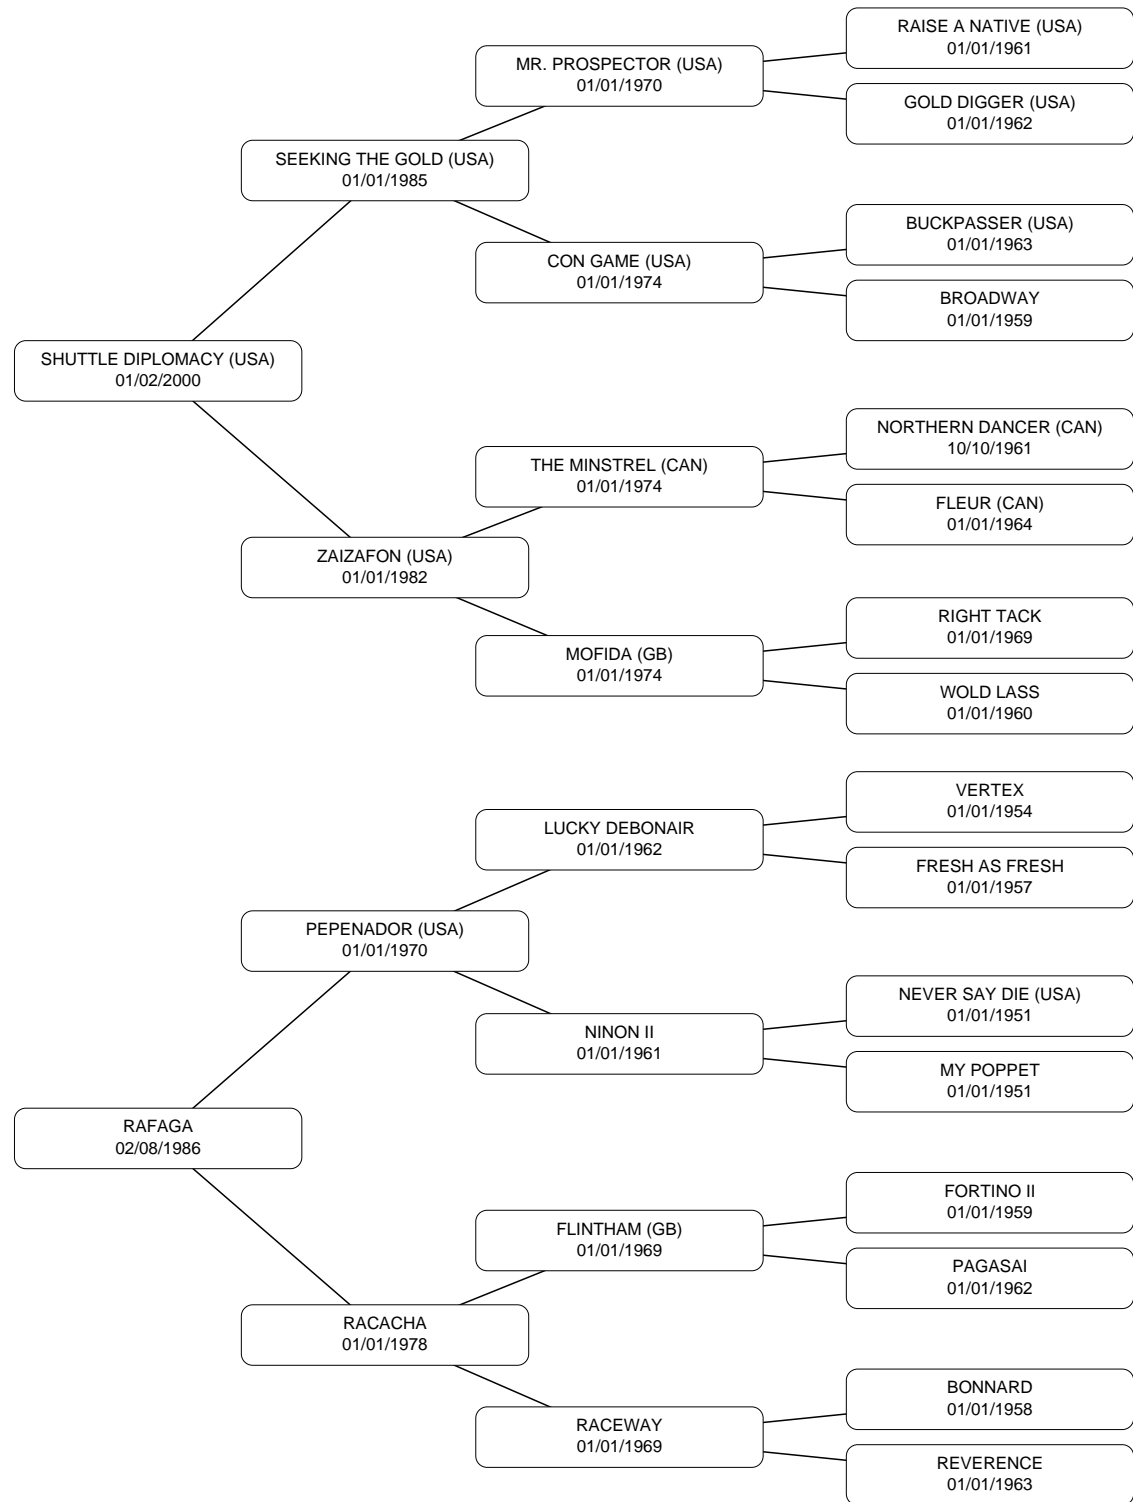 RAISE A NATIVE (USA)
01/01/1961
MR. PROSPECTOR (USA)
01/01/1970
GOLD DIGGER (USA)
01/01/1962
SEEKING THE GOLD (USA)
01/01/1985
BUCKPASSER (USA)
01/01/1963
CON GAME (USA)
01/01/1974
BROADWAY
01/01/1959
SHUTTLE DIPLOMACY (USA)
01/02/2000
NORTHERN DANCER (CAN)
10/10/1961
THE MINSTREL (CAN)
01/01/1974
FLEUR (CAN)
01/01/1964
ZAIZAFON (USA)
01/01/1982
RIGHT TACK
01/01/1969
MOFIDA (GB)
01/01/1974
WOLD LASS
01/01/1960
VERTEX
01/01/1954
LUCKY DEBONAIR
01/01/1962
FRESH AS FRESH
01/01/1957
PEPENADOR (USA)
01/01/1970
NEVER SAY DIE (USA)
01/01/1951
NINON II
01/01/1961
MY POPPET
01/01/1951
RAFAGA
02/08/1986
FORTINO II
01/01/1959
FLINTHAM (GB)
01/01/1969
PAGASAI
01/01/1962
RACACHA
01/01/1978
BONNARD
01/01/1958
RACEWAY
01/01/1969
REVERENCE
01/01/1963